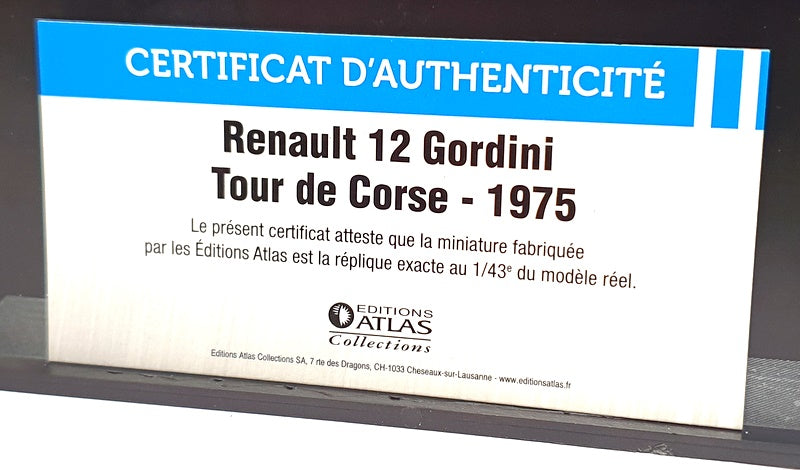 CERTIFICAT D'AUTHENTICITÉ
Renault 12 Gordini
Tour de Corse - 1975
Le présent certificat atteste que la miniature fabriquée
par les Éditions Atlas est la réplique exacte au 1/43e du modèle réel.
EDITIONS
ATLAS
Collections
Editions Atlas Collections SA, 7 rte des Dragons, CH-1033 Cheseaux-sur-Lausanne - www.editionsatlas.fr